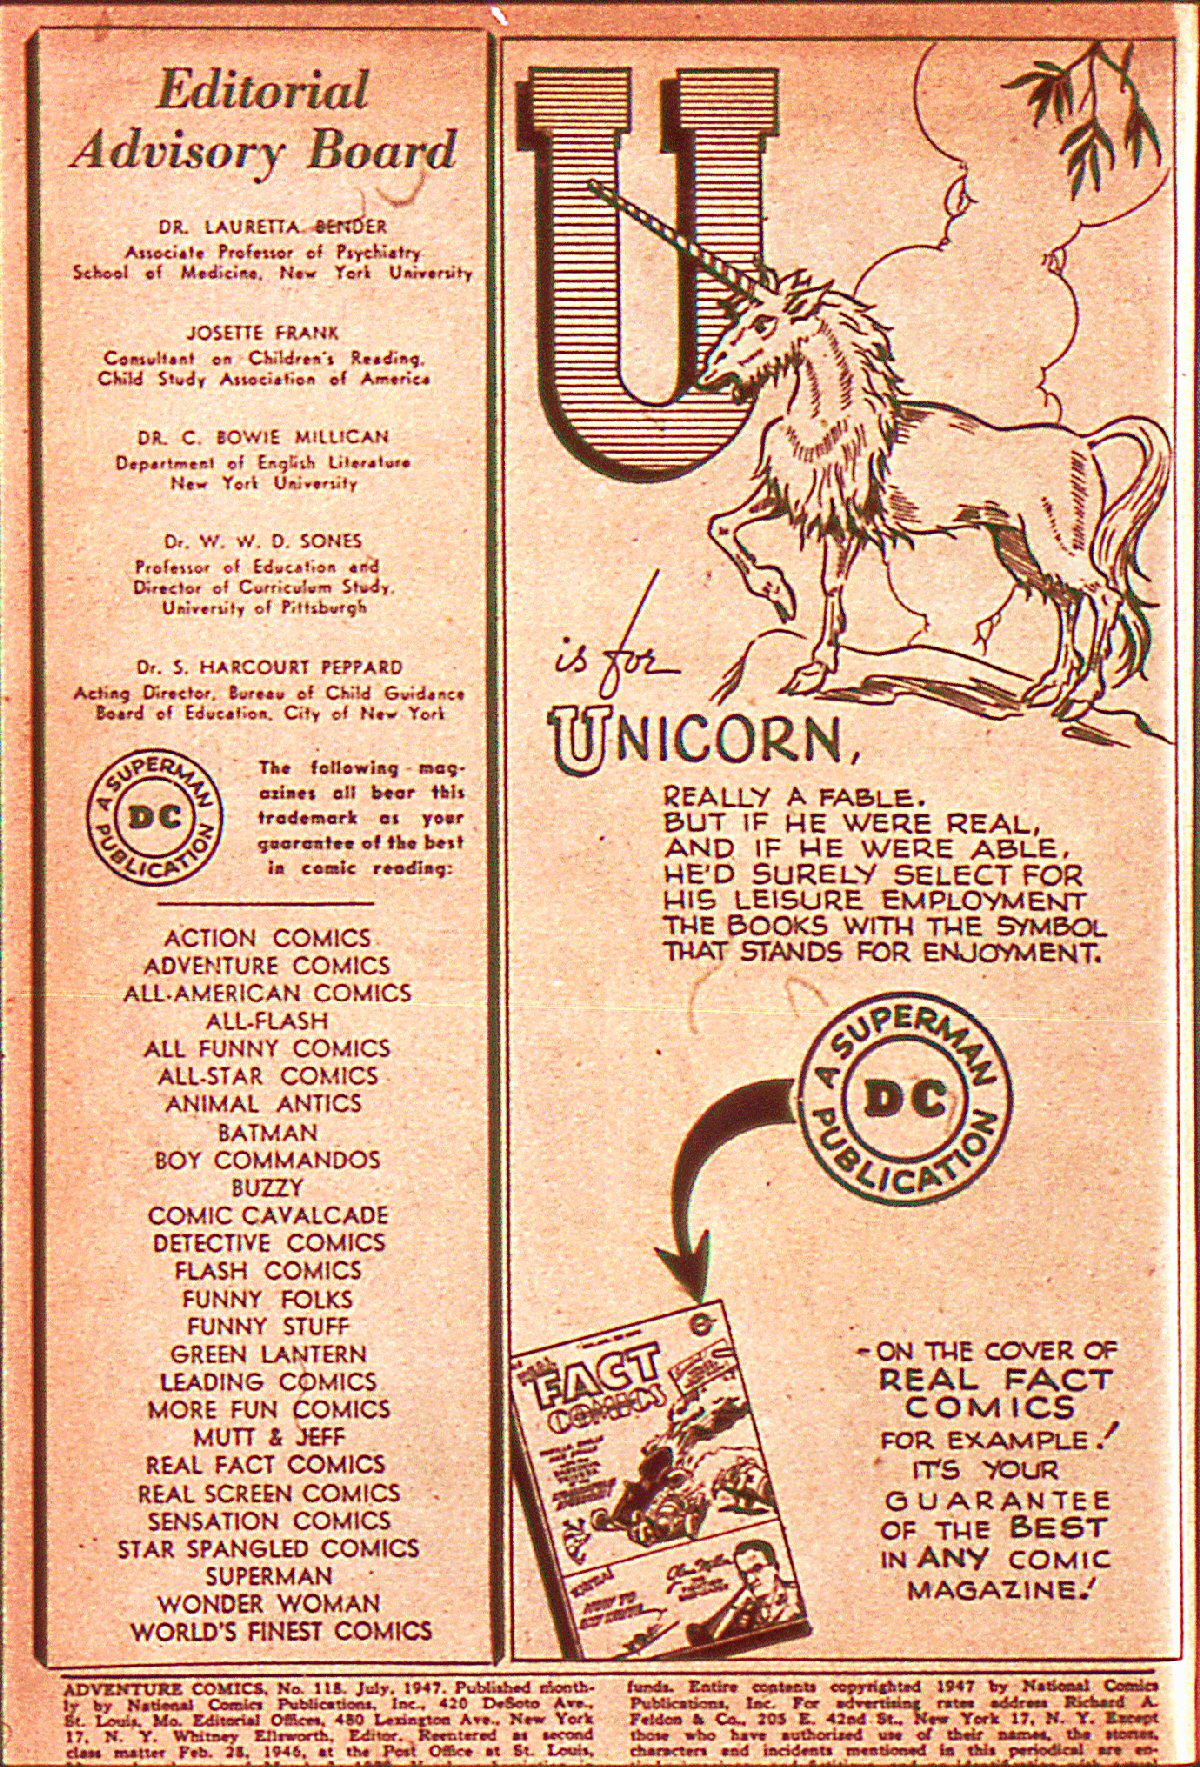 Editorial
Advisory Board
DR. LAURETTA BENDER
Associate Professor of Psychiatry
School of Medicine, New York University
JOSETTE FRANK
Consultant on Children's Reading,
Child Study Association of America
DR. C. BOWIE MILLICAN
Department of English Literature
New York University
Dr. W. W. D. SONES
Professor of Education and
Director of Curriculum Study,
University of Pittsburgh
Dr. S. HARCOURT PEPPARD
Acting Director, Bureau of Child Guidance
Board of Education, City of New York
A SUPERMAN
DC
PUBLICATION
The following mag-
azines all bear this
trademark as your
guarantee of the best
in comic reading:
ACTION COMICS
ADVENTURE COMICS
ALL-AMERICAN COMICS
ALL-FLASH
ALL FUNNY COMICS
ALL-STAR COMICS
ANIMAL ANTICS
BATMAN
BOY COMMANDOS
BUZZY
COMIC CAVALCADE
DETECTIVE COMICS
FLASH COMICS
FUNNY FOLKS
FUNNY STUFF
GREEN LANTERN
LEADING COMICS
MORE FUN COMICS
MUTT & JEFF
REAL FACT COMICS
REAL SCREEN COMICS
SENSATION COMICS
STAR SPANGLED COMICS
SUPERMAN
WONDER WOMAN
WORLD'S FINEST COMICS
U
is for
UNICORN,
REALLY A FABLE.
BUT IF HE WERE REAL,
AND IF HE WERE ABLE,
HE'D SURELY SELECT FOR
HIS LEISURE EMPLOYMENT
THE BOOKS WITH THE SYMBOL
THAT STANDS FOR ENJOYMENT.
A SUPERMAN
DC
PUBLICATION
FACT
COMICS
-ON THE COVER OF
REAL FACT
COMICS
FOR EXAMPLE!
IT'S YOUR
GUARANTEE
OF THE BEST
IN ANY COMIC
MAGAZINE!
ADVENTURE COMICS, No. 118, July, 1947. Published month-
ly by National Comics Publications, Inc., 420 DeSoto Ave.,
St. Louis, Mo. Editorial Offices, 480 Lexington Ave., New York
17, N. Y. Whitney Ellsworth, Editor. Reentered as second
class matter Feb. 28, 1946, at the Post Office at St. Louis,
funds. Entire contents copyrighted 1947 by National Comics
Publications, Inc. For advertising rates address Richard A.
Feldon & Co., 205 E. 42nd St., New York 17, N. Y. Except
those who have authorized use of their names, the stories,
characters and incidents mentioned in this periodical are en-